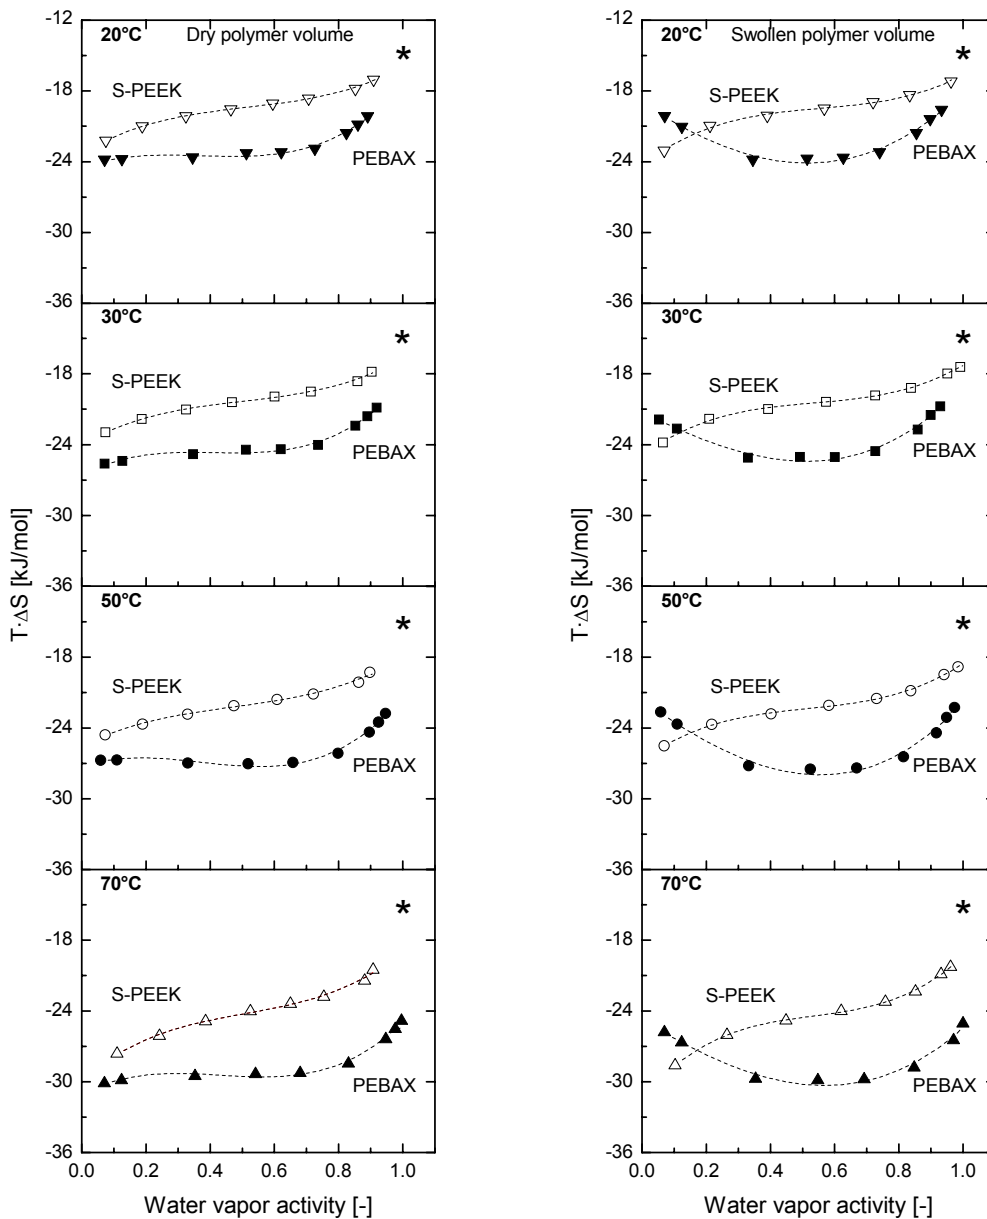 -12
20°C Dry polymer volume
*
S-PEEK
-18
PEBAX
-24
-30
-36
30°C
*
S-PEEK
-18
PEBAX
-24
-30
-36
50°C
*
S-PEEK
-18
PEBAX
-24
-30
-36
70°C
*
S-PEEK
-18
-24
PEBAX
-30
-36
0.0 0.2 0.4 0.6 0.8 1.0
Water vapor activity [-]
T·ΔS [kJ/mol]
-12
20°C Swollen polymer volume
*
S-PEEK
-18
PEBAX
-24
-30
-36
30°C
*
S-PEEK
-18
PEBAX
-24
-30
-36
50°C
*
S-PEEK
-18
PEBAX
-24
-30
-36
70°C
*
S-PEEK
-18
-24
PEBAX
-30
-36
0.0 0.2 0.4 0.6 0.8 1.0
Water vapor activity [-]
T·ΔS [kJ/mol]